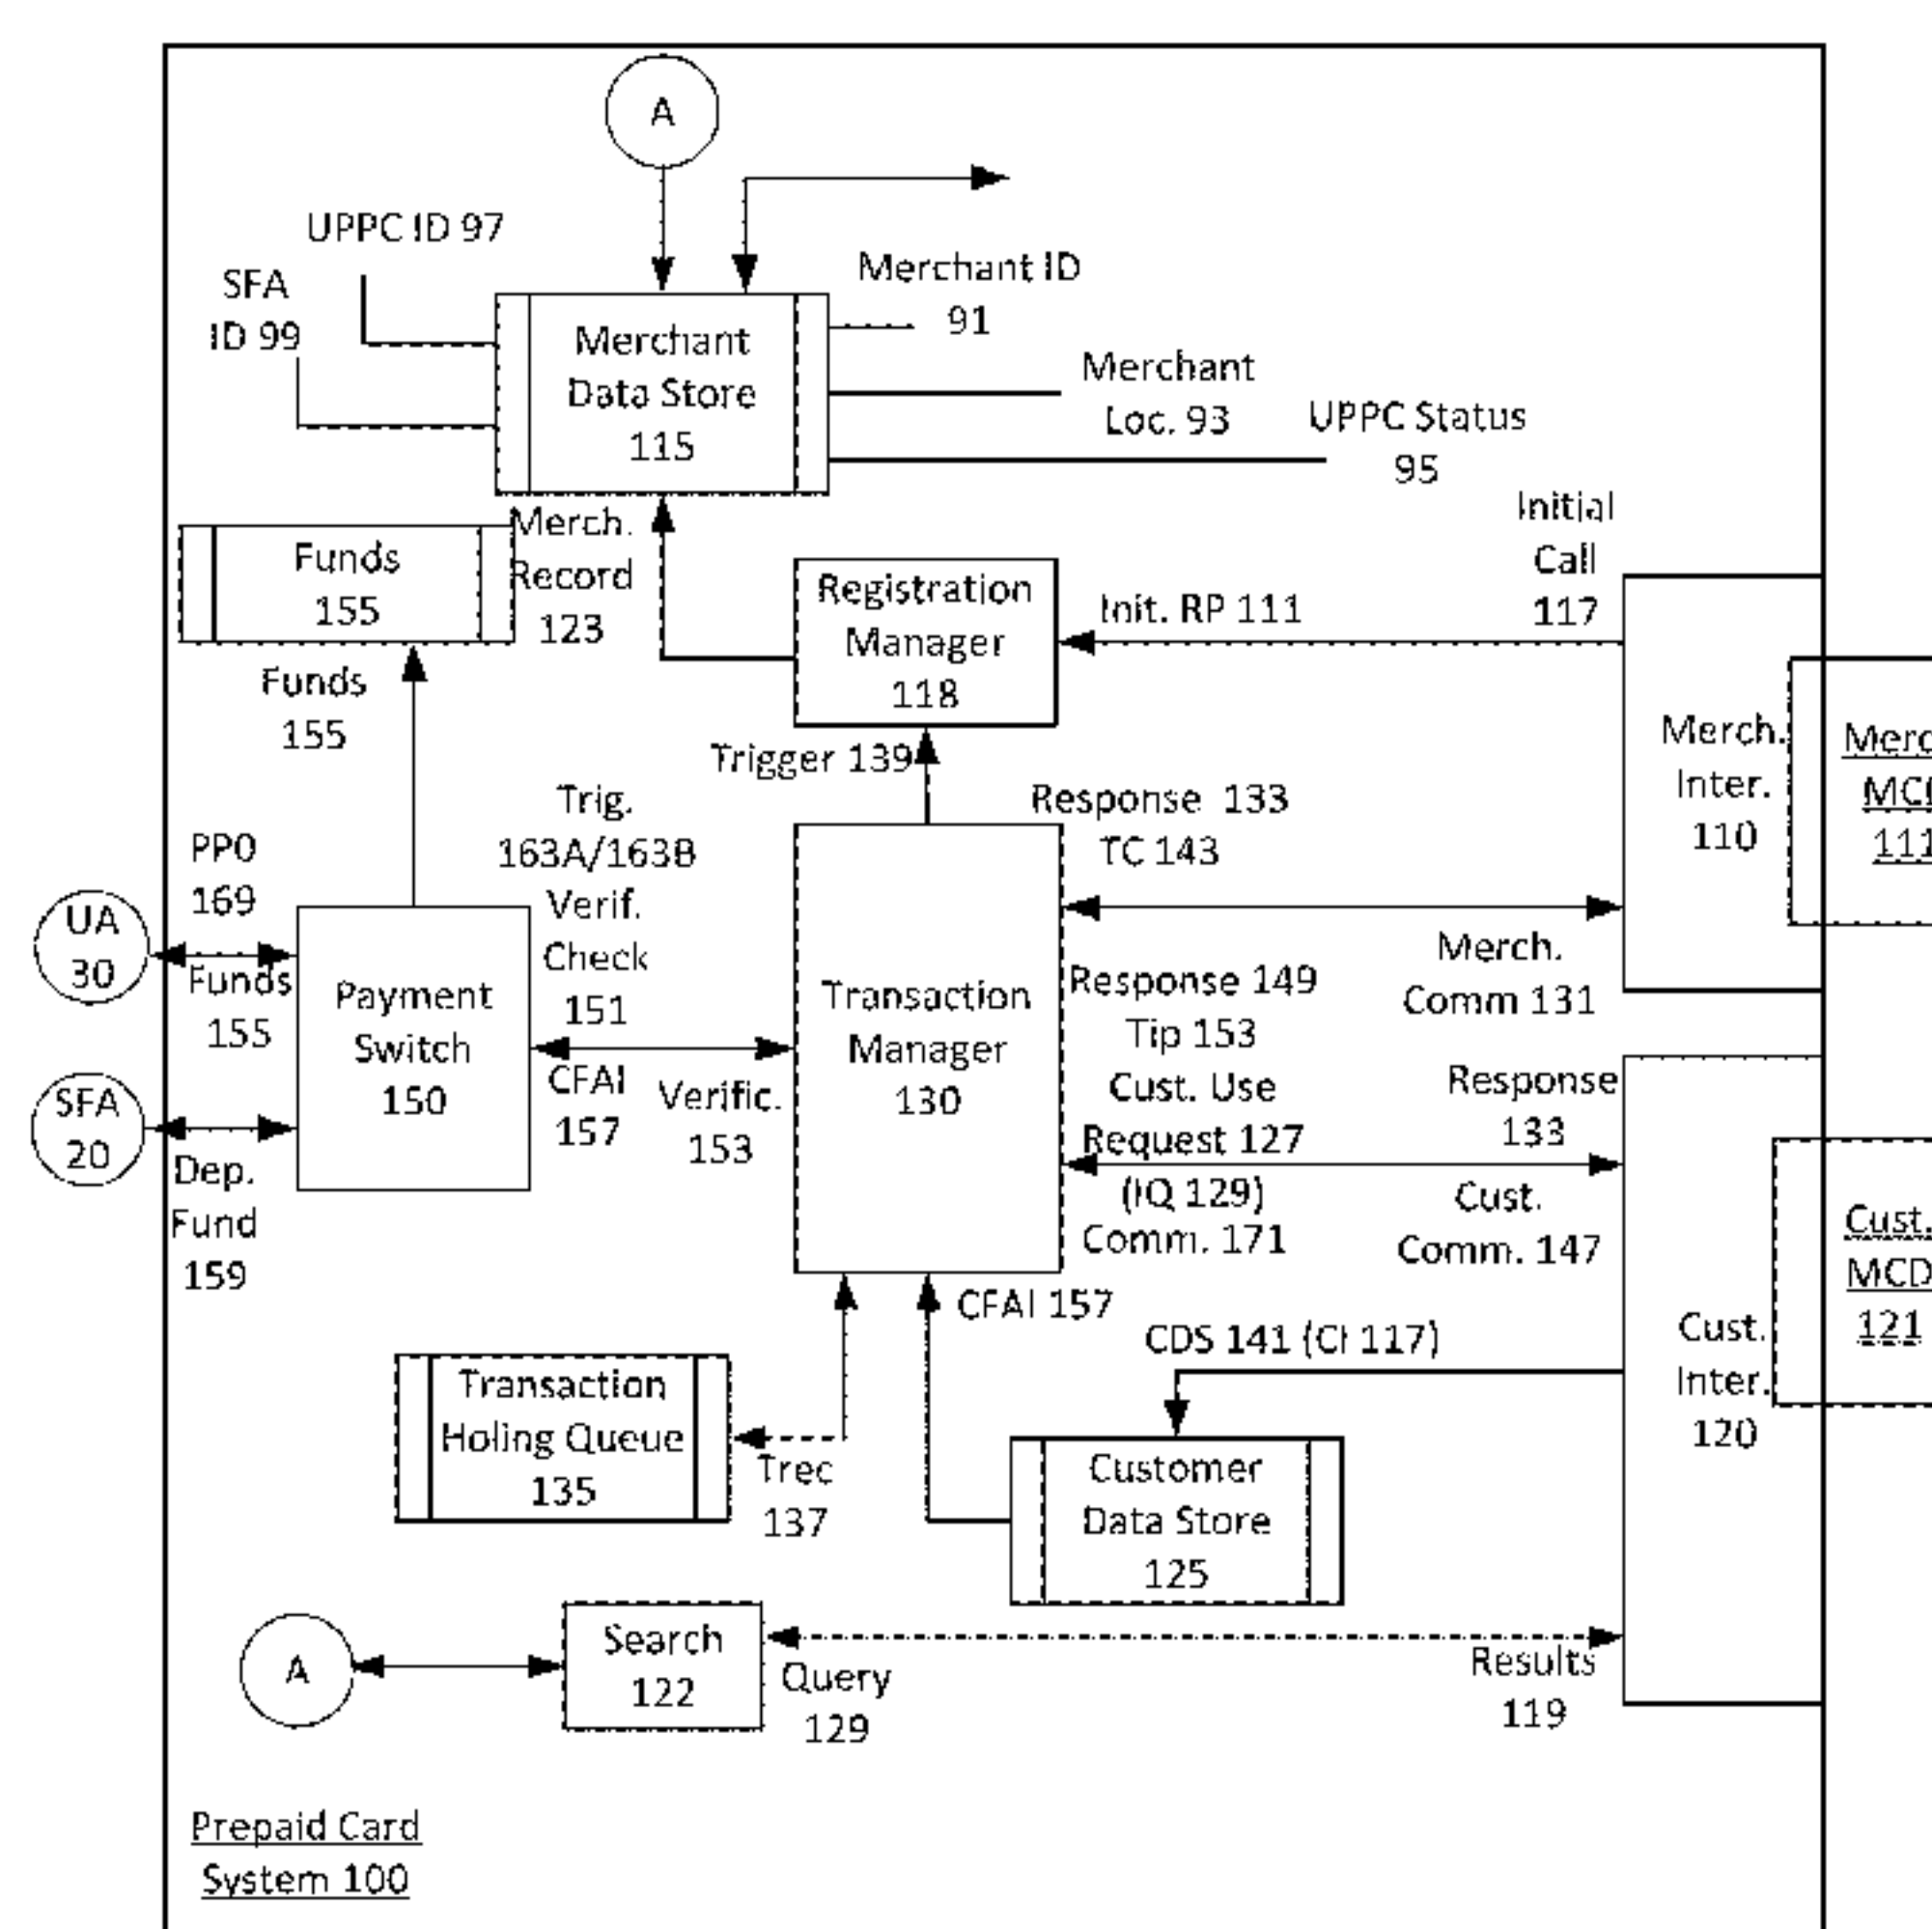 A
UPPC ID 97
SFA
ID 99
Merchant
Data Store
115
Merchant ID
91
Merchant
Loc. 93
UPPC Status
95
Initial
Call
117
Funds
155
Merch.
Record
123
Registration
Manager
118
Init. RP 111
Funds
155
Trigger 139
Merch.
Inter.
110
Merc
MCD
111
Trig.
163A/163B
Verif.
Check
151
Response 133
TC 143
PP0
169
UA
30
Funds
155
Payment
Switch
150
Transaction
Manager
130
Merch.
Comm 131
Response 149
Tip 153
Cust. Use
Request 127
(IQ 129)
Comm. 171
CFAI
157
Verific.
153
Response
133
SFA
20
Dep.
Fund
159
Cust.
Comm. 147
Cust.
MCD
121
CFAI 157
CDS 141 (CI 117)
Cust.
Inter.
120
Transaction
Holing Queue
135
Trec
137
Customer
Data Store
125
A
Search
122
Query
129
Results
119
Prepaid Card
System 100